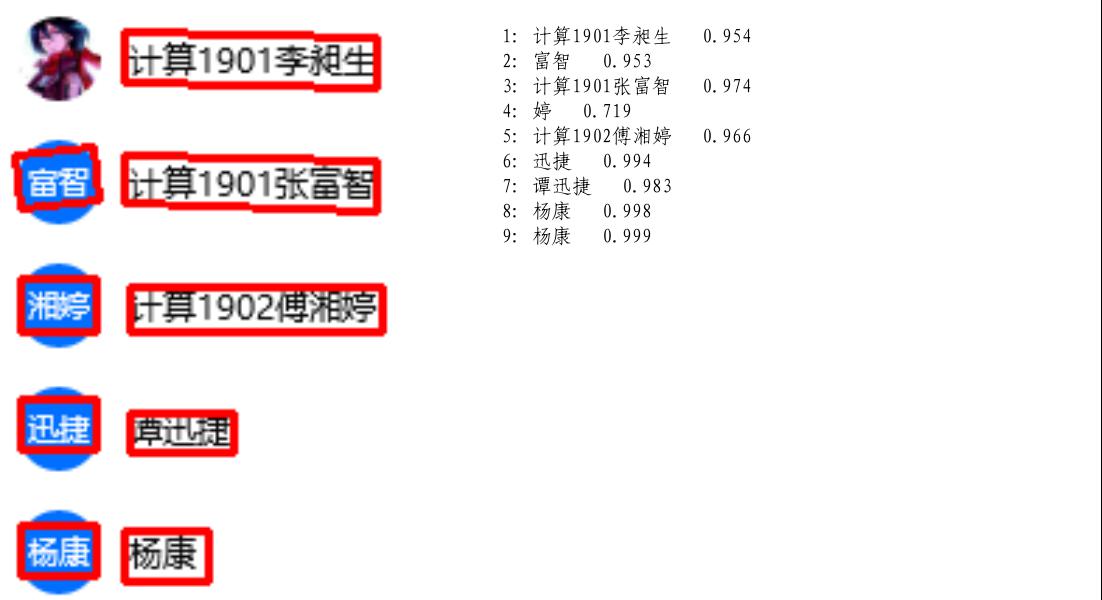 计算1901李昶生
富智
计算1901张富智
湘婷
计算1902傅湘婷
迅捷
谭迅捷
杨康
杨康
1: 计算1901李昶生 0.954
2: 富智 0.953
3: 计算1901张富智 0.974
4: 婷 0.719
5: 计算1902傅湘婷 0.966
6: 迅捷 0.994
7: 谭迅捷 0.983
8: 杨康 0.998
9: 杨康 0.999